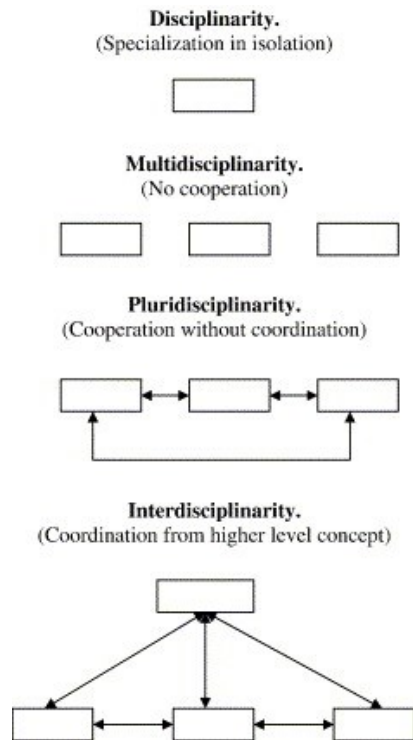 Disciplinarity.
(Specialization in isolation)
Multidisciplinarity.
(No cooperation)
Pluridisciplinarity.
(Cooperation without coordination)
Interdisciplinarity.
(Coordination from higher level concept)